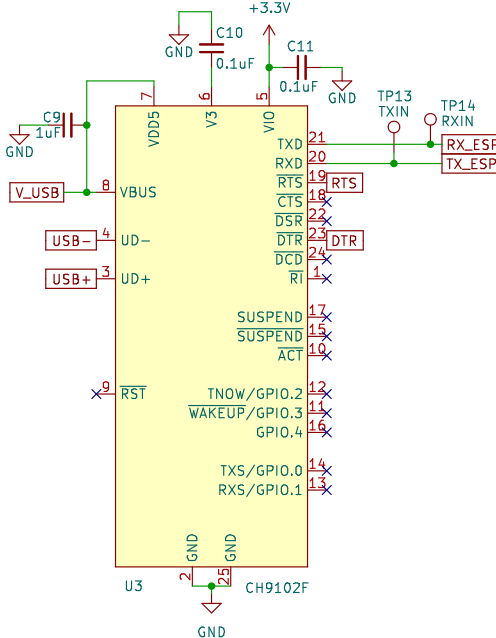 +3.3V
C10
GND
0.1uF
C11
0.1uF
GND
C9
1uF
GND
7
6
5
VDD5
V3
VIO
TP13
TXIN
TP14
RXIN
TXD 21 RX_ESP
RXD 20 TX_ESP
RTS 19 RTS
CTS 18
V_USB 8 VBUS
DSR 22
USB- 4 UD-
DTR 23 DTR
DCD 24
USB+ 3 UD+
RI 1
SUSPEND 17
SUSPEND 15
ACT 10
9 RST
TNOW/GPIO.2 12
WAKEUP/GPIO.3 11
GPIO.4 16
TXS/GPIO.0 14
RXS/GPIO.1 13
GND
GND
2
25
U3
CH9102F
GND